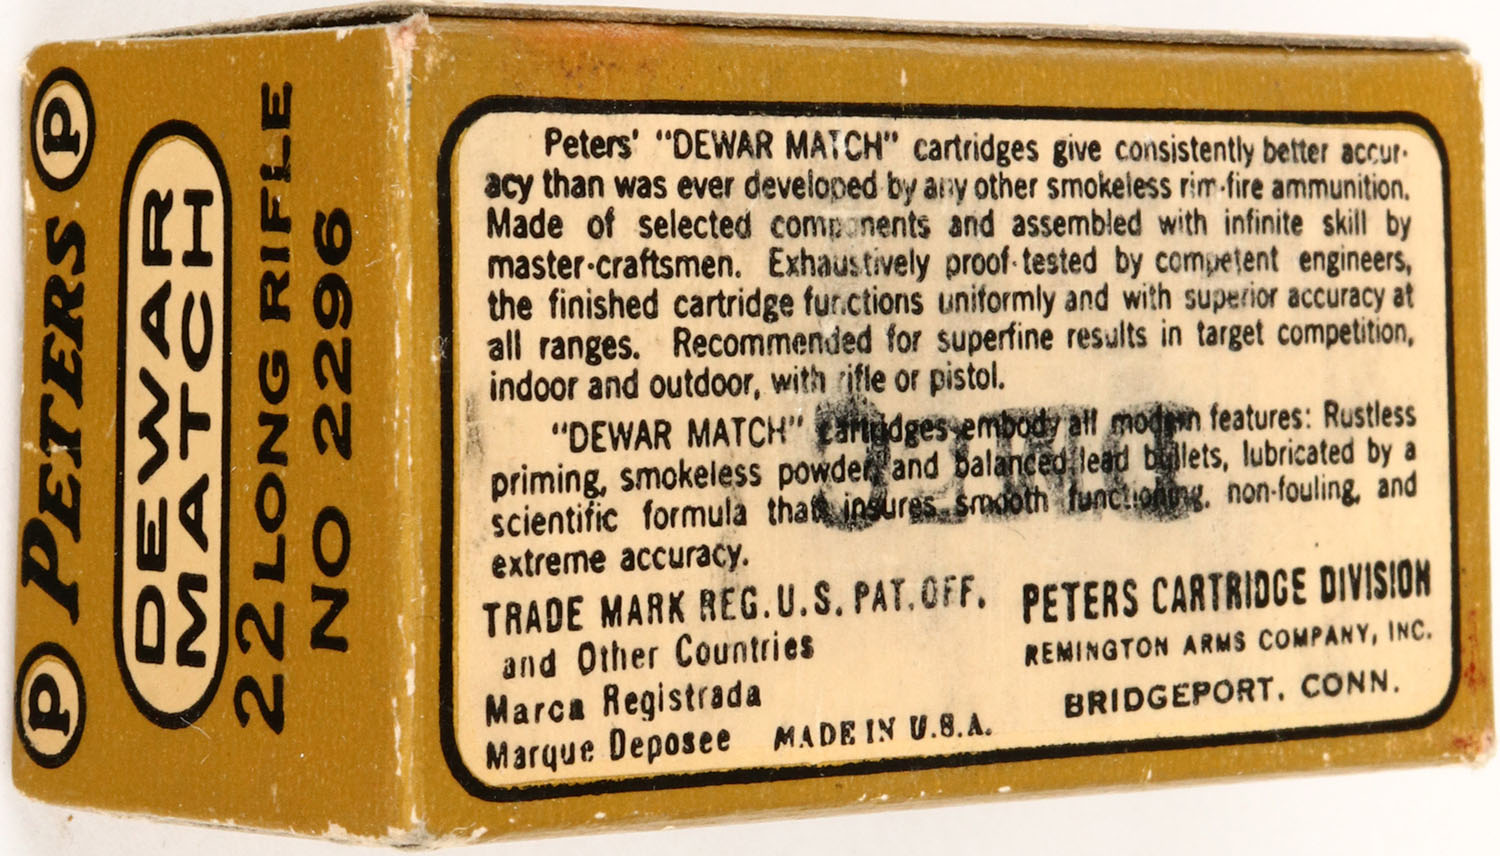 P PETERS P
DEWAR
MATCH
22 LONG RIFLE
NO 2296
Peters' "DEWAR MATCH" cartridges give consistently better accur-
acy than was ever developed by any other smokeless rim-fire ammunition.
Made of selected components and assembled with infinite skill by
master-craftsmen. Exhaustively proof-tested by competent engineers,
the finished cartridge functions uniformly and with superior accuracy at
all ranges. Recommended for superfine results in target competition,
indoor and outdoor, with rifle or pistol.
"DEWAR MATCH" cartridges embody all modern features: Rustless
priming, smokeless powder, and balanced lead bullets, lubricated by a
scientific formula that insures smooth functioning, non-fouling, and
extreme accuracy.
TRADE MARK REG. U.S. PAT. OFF.
and Other Countries
Marca Registrada
Marque Deposee
MADE IN U.S.A.
PETERS CARTRIDGE DIVISION
REMINGTON ARMS COMPANY, INC.
BRIDGEPORT, CONN.